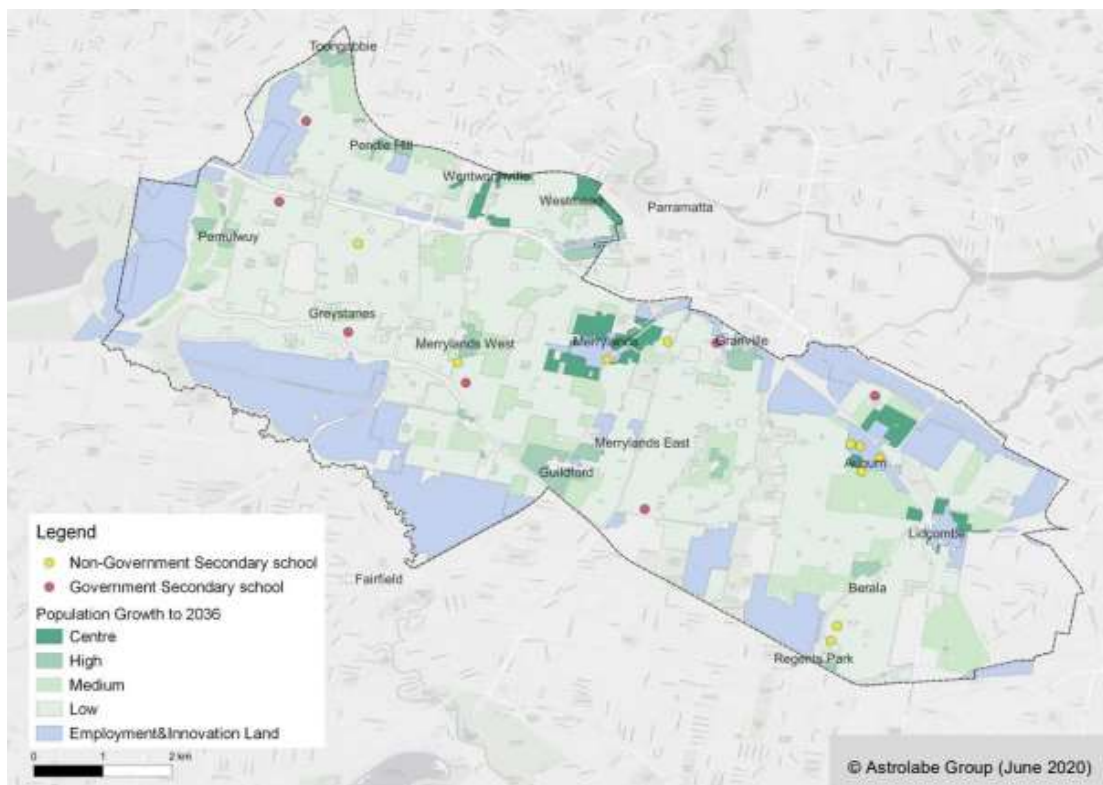 Toongabbie
Pendle Hill
Wentworthville
Westmead
Parramatta
Pemulwuy
Greystanes
Merrylands West
Merrylands
Granville
Merrylands East
Guildford
Auburn
Lidcombe
Berala
Regents Park
Fairfield
Legend
Non-Government Secondary school
Government Secondary school
Population Growth to 2036
Centre
High
Medium
Low
Employment&Innovation Land
0 1 2 km
© Astrolabe Group (June 2020)